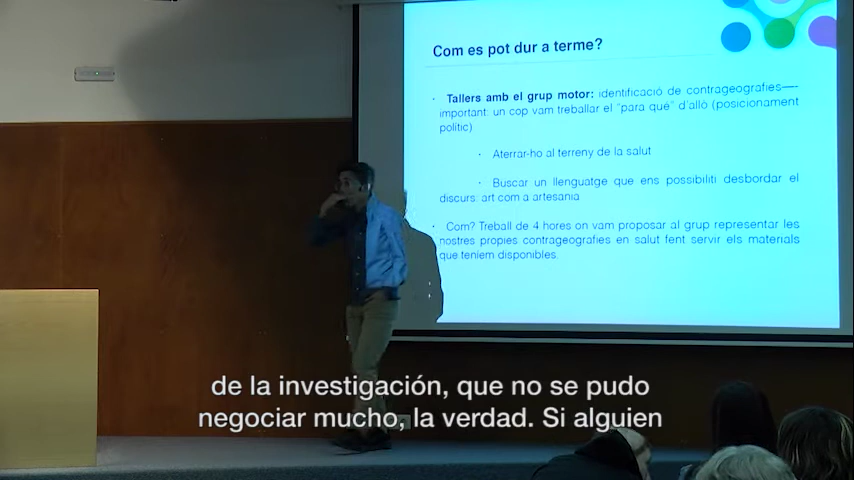 Com es pot dur a terme?
· Tallers amb el grup motor: identificació de contrageografies—-
important: un cop vam treballar el “para què” d’allò (posicionament
polític)
· Aterrar-ho al terreny de la salut
· Buscar un llenguatge que ens possibiliti desbordar el
discurs: art com a artesania
· Com? Treball de 4 hores on vam proposar al grup representar les
nostres propies contrageografies en salut fent servir els materials
que teniem disponibles.
de la investigación, que no se pudo
negociar mucho, la verdad. Si alguien